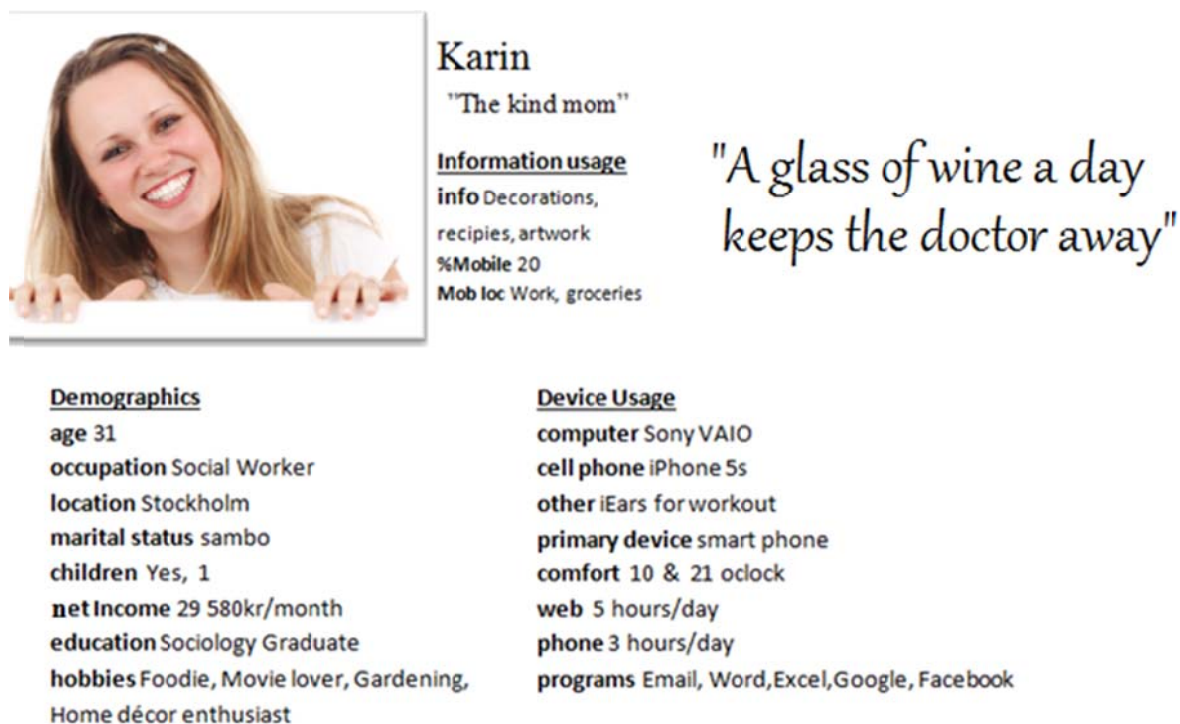 Karin
"The kind mom"
Information usage
info Decorations,
recipies, artwork
%Mobile 20
Mob loc Work, groceries
"A glass of wine a day
keeps the doctor away"
Demographics
age 31
occupation Social Worker
location Stockholm
marital status sambo
children Yes, 1
net Income 29 580kr/month
education Sociology Graduate
hobbies Foodie, Movie lover, Gardening,
Home décor enthusiast
Device Usage
computer Sony VAIO
cell phone iPhone 5s
other iEars for workout
primary device smart phone
comfort 10 & 21 oclock
web 5 hours/day
phone 3 hours/day
programs Email, Word,Excel,Google, Facebook